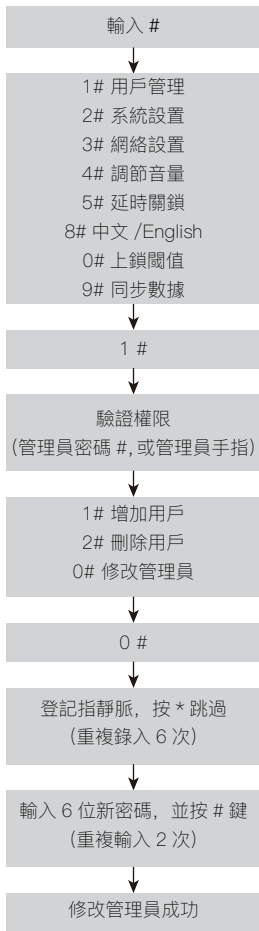 輸入 #
1# 用戶管理
2# 系統設置
3# 網絡設置
4# 調節音量
5# 延時關鎖
8# 中文 /English
0# 上鎖閾值
9# 同步數據
1 #
驗證權限
(管理員密碼 #, 或管理員手指)
1# 增加用戶
2# 刪除用戶
0# 修改管理員
0 #
登記指靜脈，按 * 跳過
(重複錄入 6 次)
輸入 6 位新密碼，並按 # 鍵
(重複輸入 2 次)
修改管理員成功